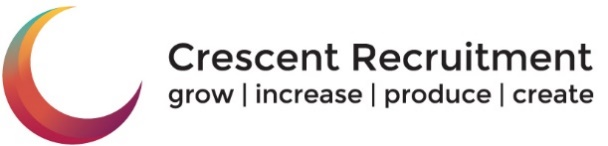 Crescent Recruitment
grow | increase | produce | create